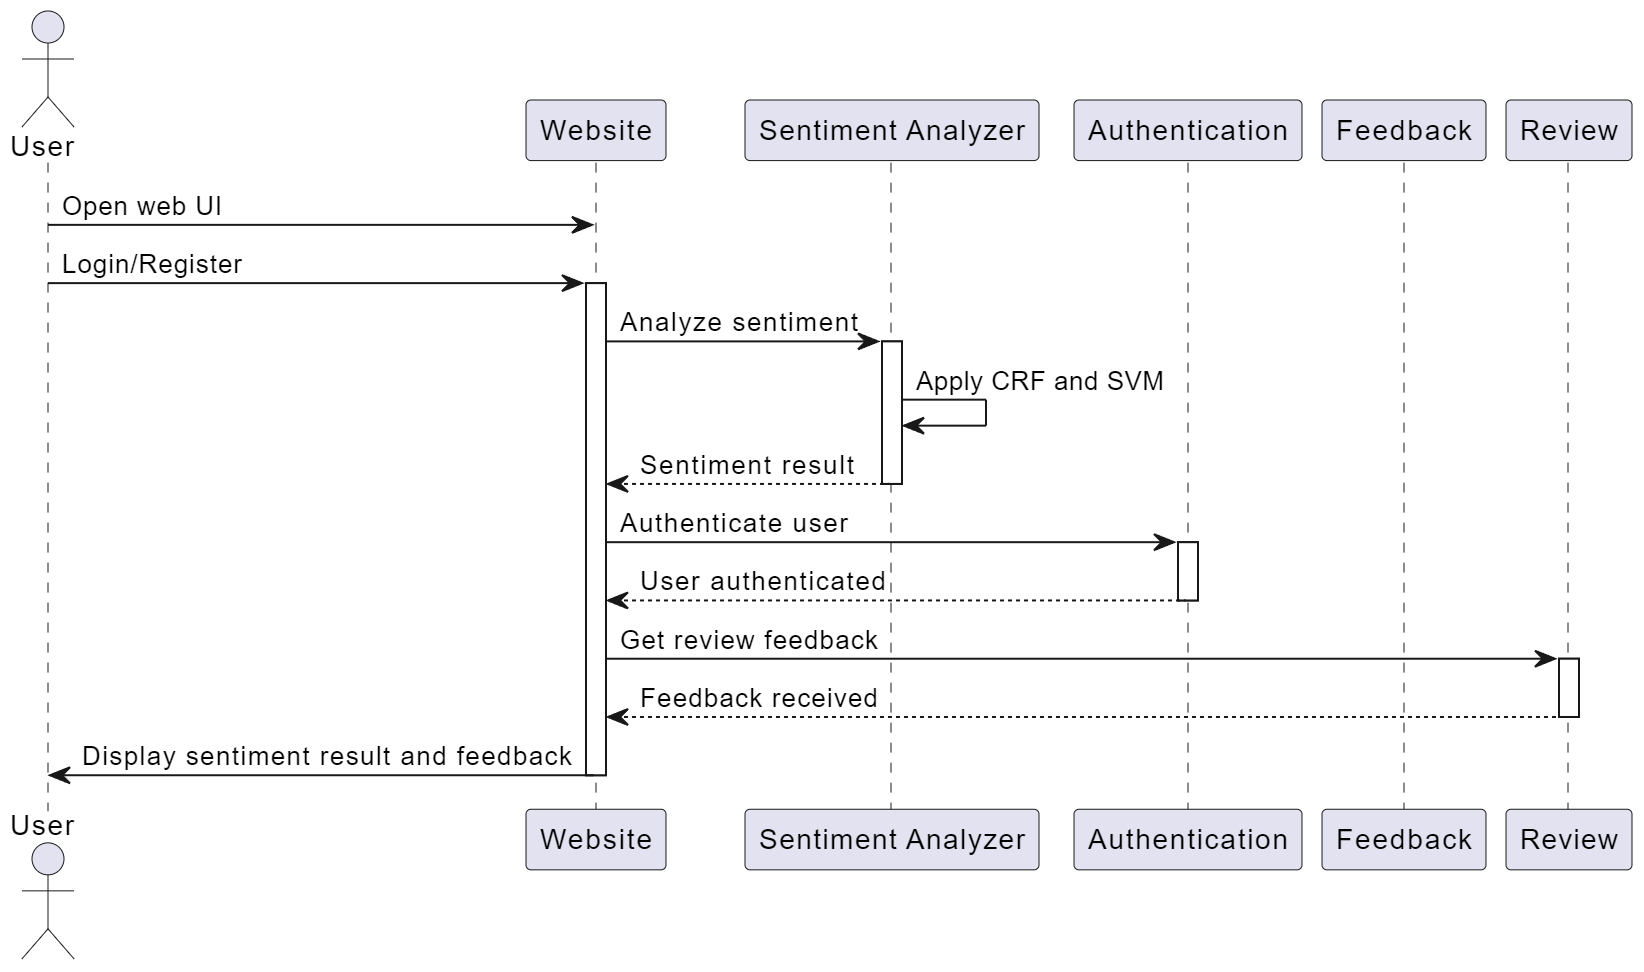 User
Website
Sentiment Analyzer
Authentication
Feedback
Review
Open web UI
Login/Register
Analyze sentiment
Apply CRF and SVM
Sentiment result
Authenticate user
User authenticated
Get review feedback
Feedback received
Display sentiment result and feedback
User
Website
Sentiment Analyzer
Authentication
Feedback
Review